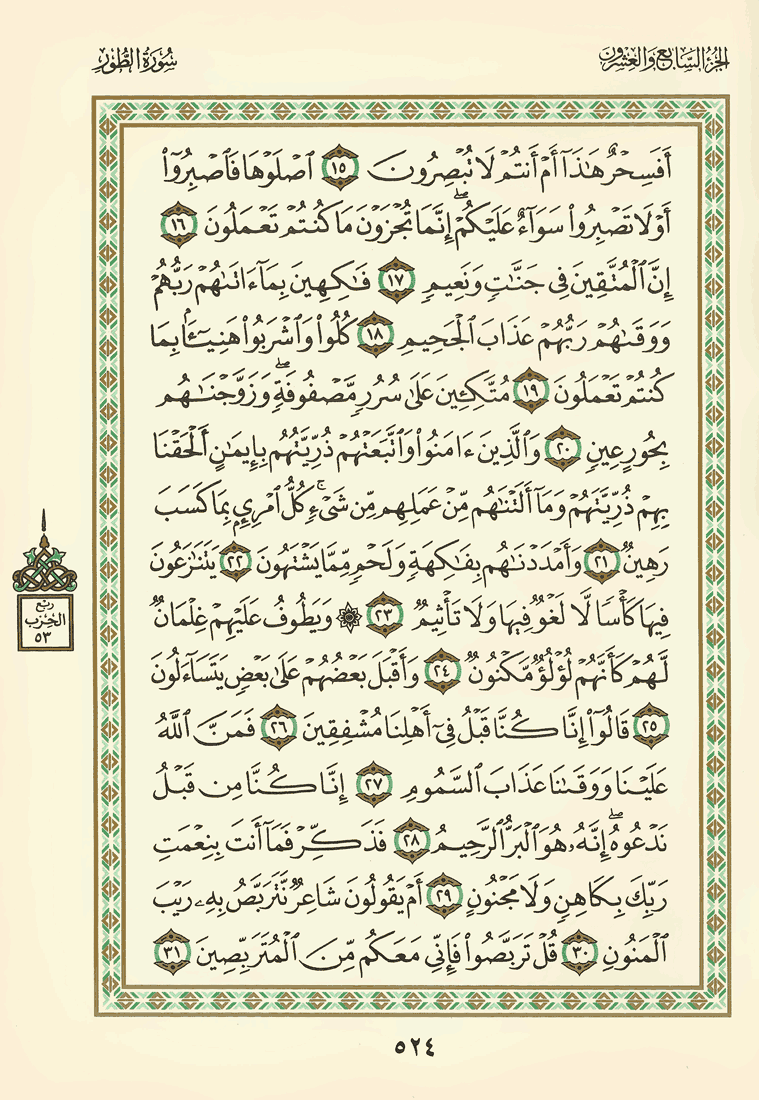 الجزء السابع والعشرون
سورة الطور
أَفَسِحْرٌ هَٰذَآ أَمْ أَنتُمْ لَا تُبْصِرُونَ ١٥ ٱصْلَوْهَا فَٱصْبِرُوٓا۟
أَوْ لَا تَصْبِرُوا۟ سَوَآءٌ عَلَيْكُمْ ۖ إِنَّمَا تُجْزَوْنَ مَا كُنتُمْ تَعْمَلُونَ ١٦
إِنَّ ٱلْمُتَّقِينَ فِى جَنَّٰتٍ وَنَعِيمٍ ١٧ فَٰكِهِينَ بِمَآ ءَاتَىٰهُمْ رَبُّهُمْ
وَوَقَىٰهُمْ رَبُّهُمْ عَذَابَ ٱلْجَحِيمِ ١٨ كُلُوا۟ وَٱشْرَبُوا۟ هَنِيٓـًٔۢا بِمَا
كُنتُمْ تَعْمَلُونَ ١٩ مُتَّكِـِٔينَ عَلَىٰ سُرُرٍ مَّصْفُوفَةٍ ۖ وَزَوَّجْنَٰهُم
بِحُورٍ عِينٍ ٢٠ وَٱلَّذِينَ ءَامَنُوا۟ وَٱتَّبَعَتْهُمْ ذُرِّيَّتُهُم بِإِيمَٰنٍ أَلْحَقْنَا
بِهِمْ ذُرِّيَّتَهُمْ وَمَآ أَلَتْنَٰهُم مِّنْ عَمَلِهِم مِّن شَىْءٍ ۚ كُلُّ ٱمْرِئٍۭ بِمَا كَسَبَ
رَهِينٌ ٢١ وَأَمْدَدْنَٰهُم بِفَٰكِهَةٍ وَلَحْمٍ مِّمَّا يَشْتَهُونَ ٢٢ يَتَنَٰزَعُونَ
فِيهَا كَأْسًا لَّا لَغْوٌ فِيهَا وَلَا تَأْثِيمٌ ٢٣ ۞ وَيَطُوفُ عَلَيْهِمْ غِلْمَانٌ
لَّهُمْ كَأَنَّهُمْ لُؤْلُؤٌ مَّكْنُونٌ ٢٤ وَأَقْبَلَ بَعْضُهُمْ عَلَىٰ بَعْضٍ يَتَسَآءَلُونَ
٢٥ قَالُوٓا۟ إِنَّا كُنَّا قَبْلُ فِىٓ أَهْلِنَا مُشْفِقِينَ ٢٦ فَمَنَّ ٱللَّهُ
عَلَيْنَا وَوَقَىٰنَا عَذَابَ ٱلسَّمُومِ ٢٧ إِنَّا كُنَّا مِن قَبْلُ
نَدْعُوهُ ۖ إِنَّهُۥ هُوَ ٱلْبَرُّ ٱلرَّحِيمُ ٢٨ فَذَكِّرْ فَمَآ أَنتَ بِنِعْمَتِ
رَبِّكَ بِكَاهِنٍ وَلَا مَجْنُونٍ ٢٩ أَمْ يَقُولُونَ شَاعِرٌ نَّتَرَبَّصُ بِهِۦ رَيْبَ
ٱلْمَنُونِ ٣٠ قُلْ تَرَبَّصُوا۟ فَإِنِّى مَعَكُم مِّنَ ٱلْمُتَرَبِّصِينَ ٣١
ربع
الحزب
٥٣
٥٢٤